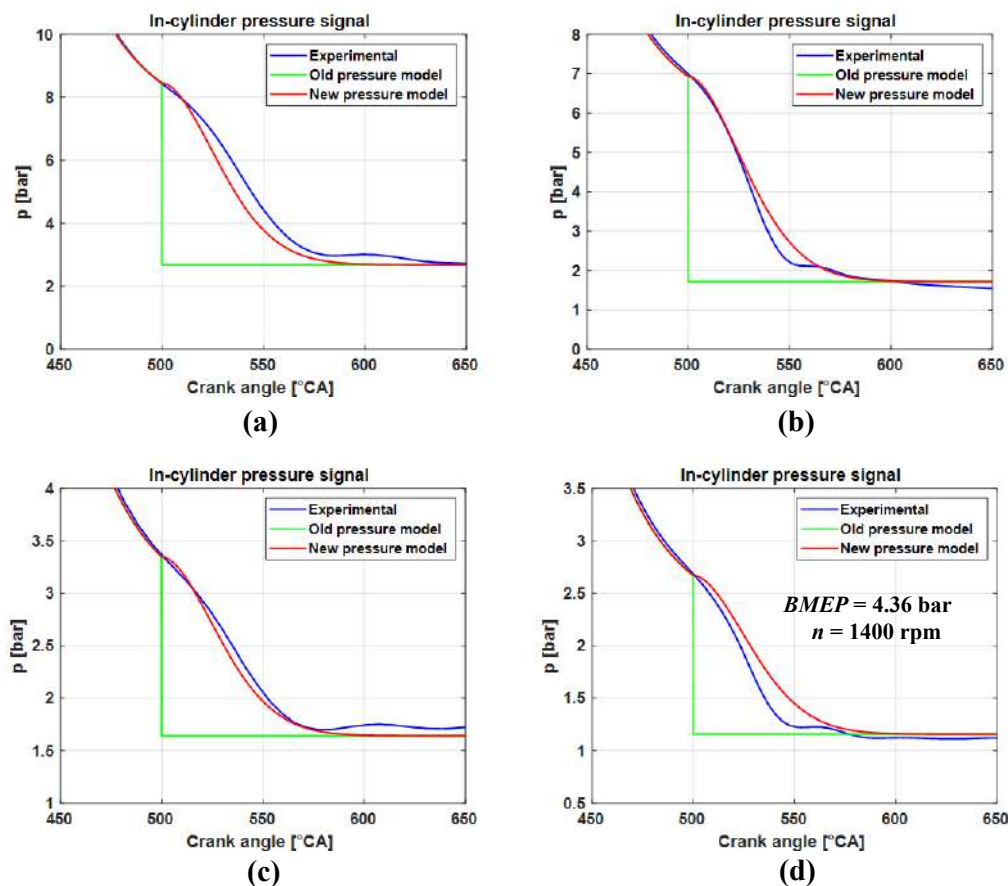 In-cylinder pressure signal
10
8
6
4
2
0
p [bar]
Experimental
Old pressure model
New pressure model
450 500 550 600 650
Crank angle [°CA]
(a)
In-cylinder pressure signal
8
7
6
5
4
3
2
1
0
p [bar]
Experimental
Old pressure model
New pressure model
450 500 550 600 650
Crank angle [°CA]
(b)
In-cylinder pressure signal
4
3.5
3
2.5
2
1.5
1
p [bar]
Experimental
Old pressure model
New pressure model
450 500 550 600 650
Crank angle [°CA]
(c)
In-cylinder pressure signal
3.5
3
2.5
2
1.5
1
0.5
p [bar]
Experimental
Old pressure model
New pressure model
BMEP = 4.36 bar
n = 1400 rpm
450 500 550 600 650
Crank angle [°CA]
(d)